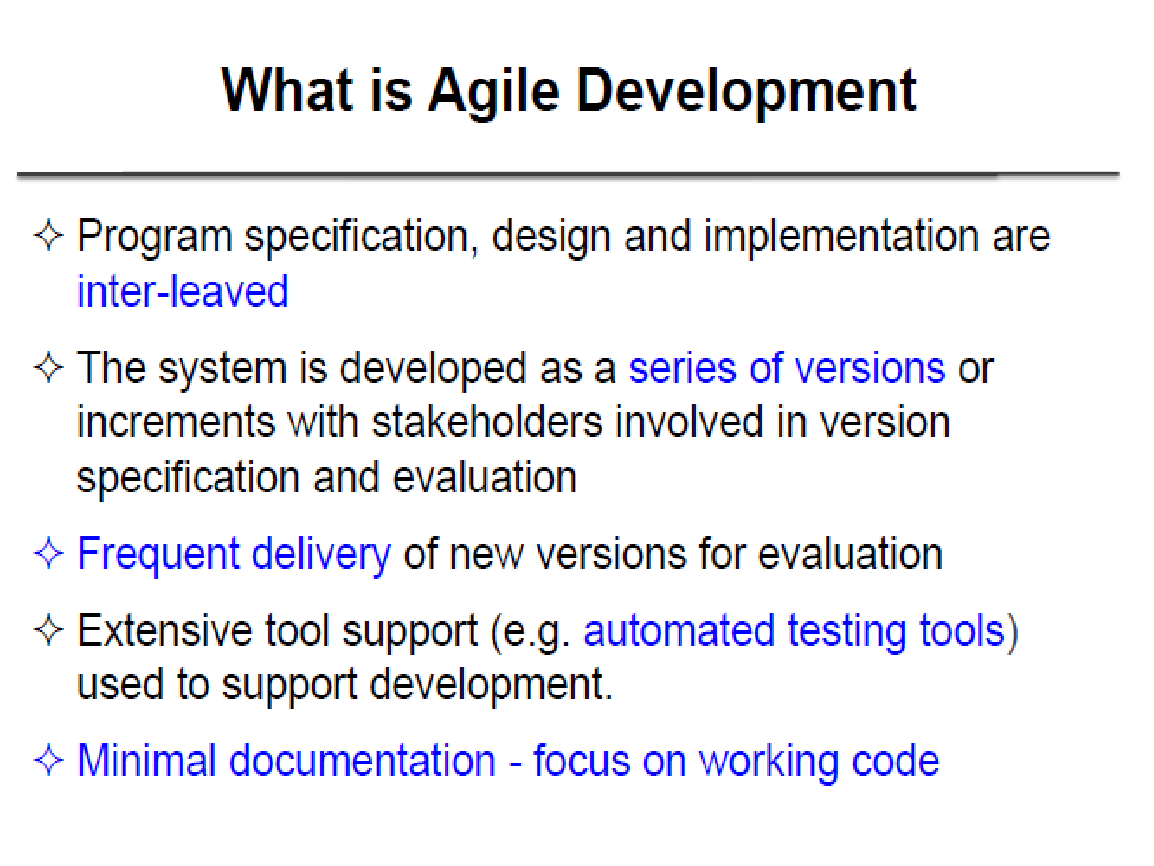 What is Agile Development
✧ Program specification, design and implementation are
inter-leaved
✧ The system is developed as a series of versions or
increments with stakeholders involved in version
specification and evaluation
✧ Frequent delivery of new versions for evaluation
✧ Extensive tool support (e.g. automated testing tools)
used to support development.
✧ Minimal documentation - focus on working code